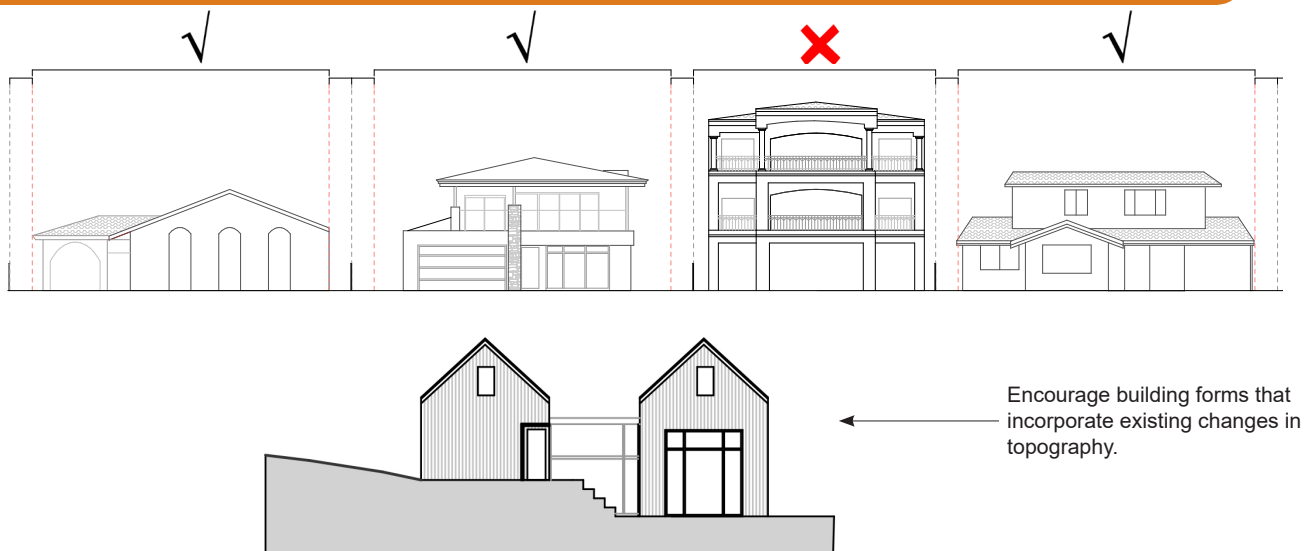 √ √ × √
Encourage building forms that
incorporate existing changes in
topography.